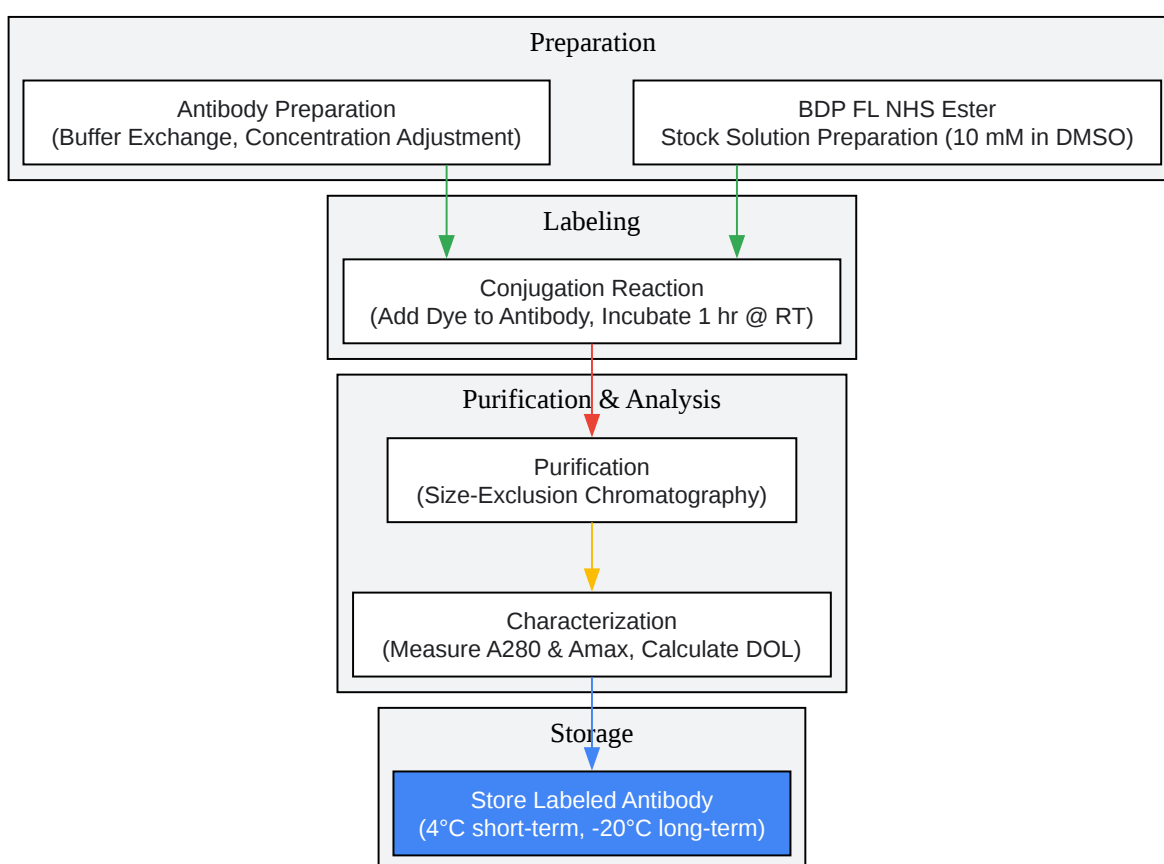 Preparation
Antibody Preparation
(Buffer Exchange, Concentration Adjustment)
BDP FL NHS Ester
Stock Solution Preparation (10 mM in DMSO)
Labeling
Conjugation Reaction
(Add Dye to Antibody, Incubate 1 hr @ RT)
Purification & Analysis
Purification
(Size-Exclusion Chromatography)
Characterization
(Measure A280 & Amax, Calculate DOL)
Storage
Store Labeled Antibody
(4°C short-term, -20°C long-term)